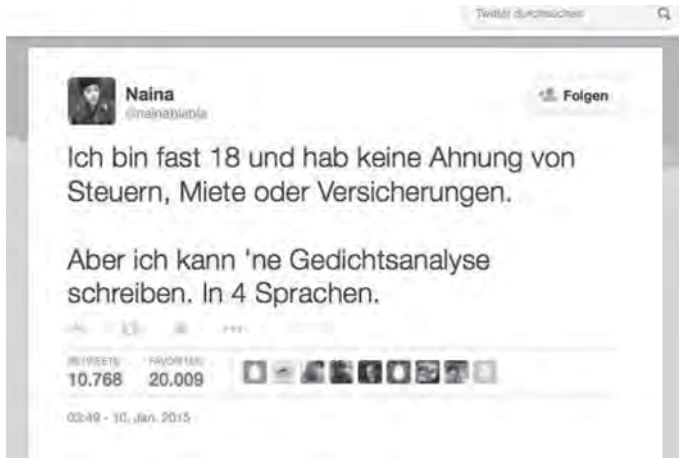 Twitter durchsuchen
Naina
@nainablabla
Folgen
Ich bin fast 18 und hab keine Ahnung von
Steuern, Miete oder Versicherungen.
Aber ich kann 'ne Gedichtsanalyse
schreiben. In 4 Sprachen.
RETWEETS FAVORITEN
10.768 20.009
03:49 - 10. Jan. 2015